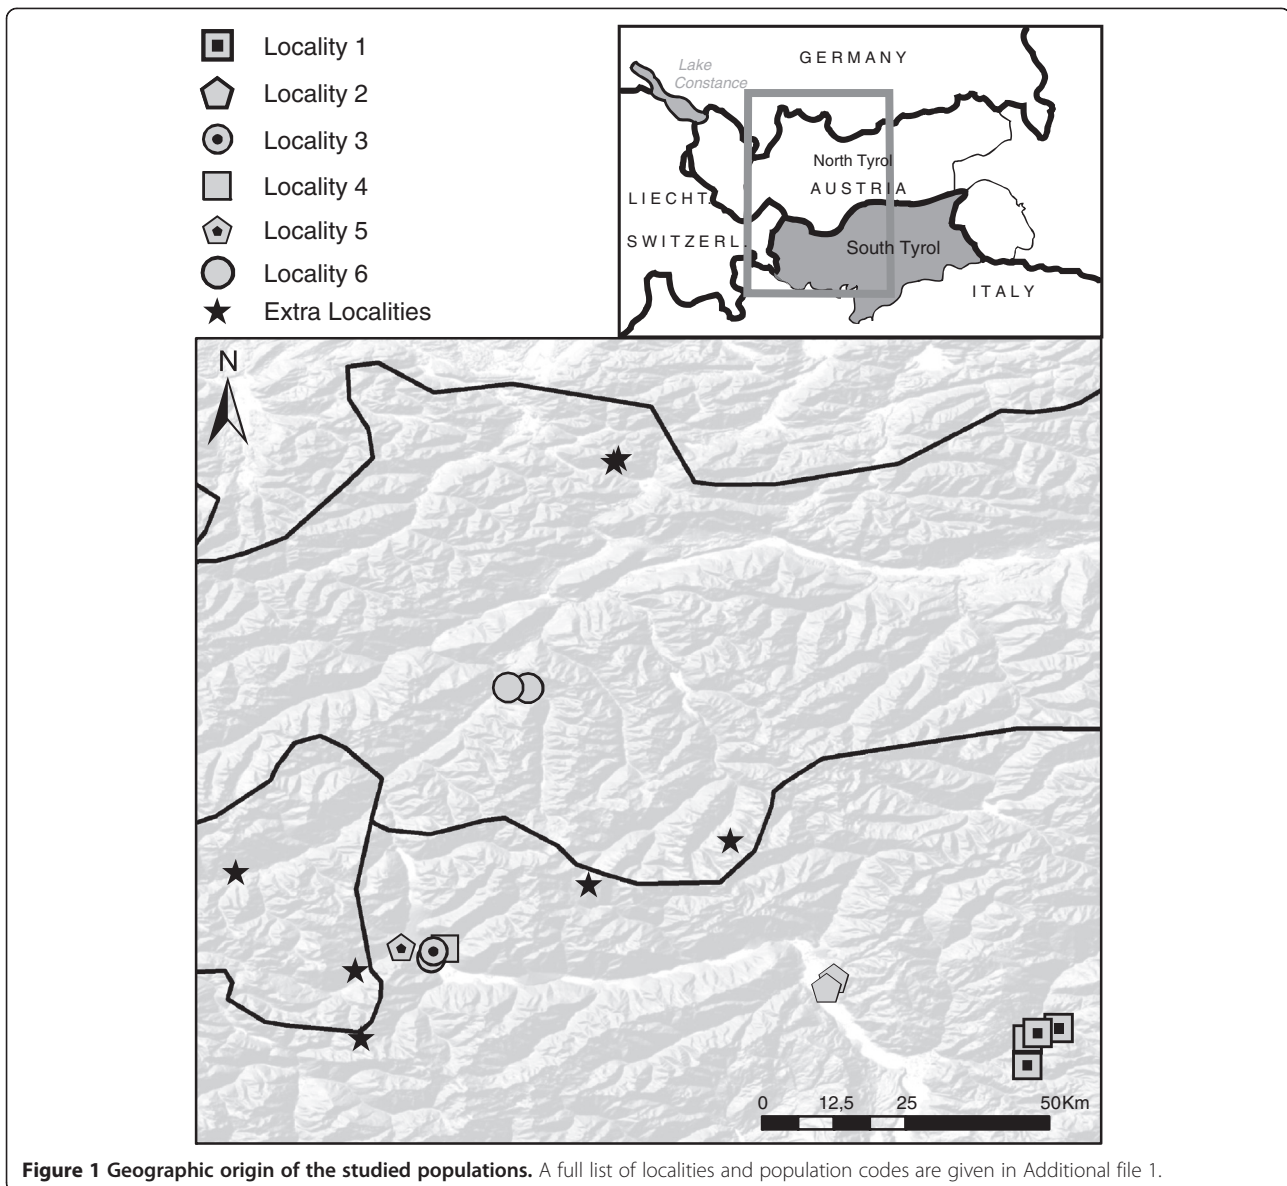 Locality 1
Locality 2
Locality 3
Locality 4
Locality 5
Locality 6
Extra Localities
Lake
Constance
GERMANY
North Tyrol
AUSTRIA
LIECHT.
SWITZERL.
South Tyrol
ITALY
N
0 12,5 25 50Km
Figure 1 Geographic origin of the studied populations. A full list of localities and population codes are given in Additional file 1.